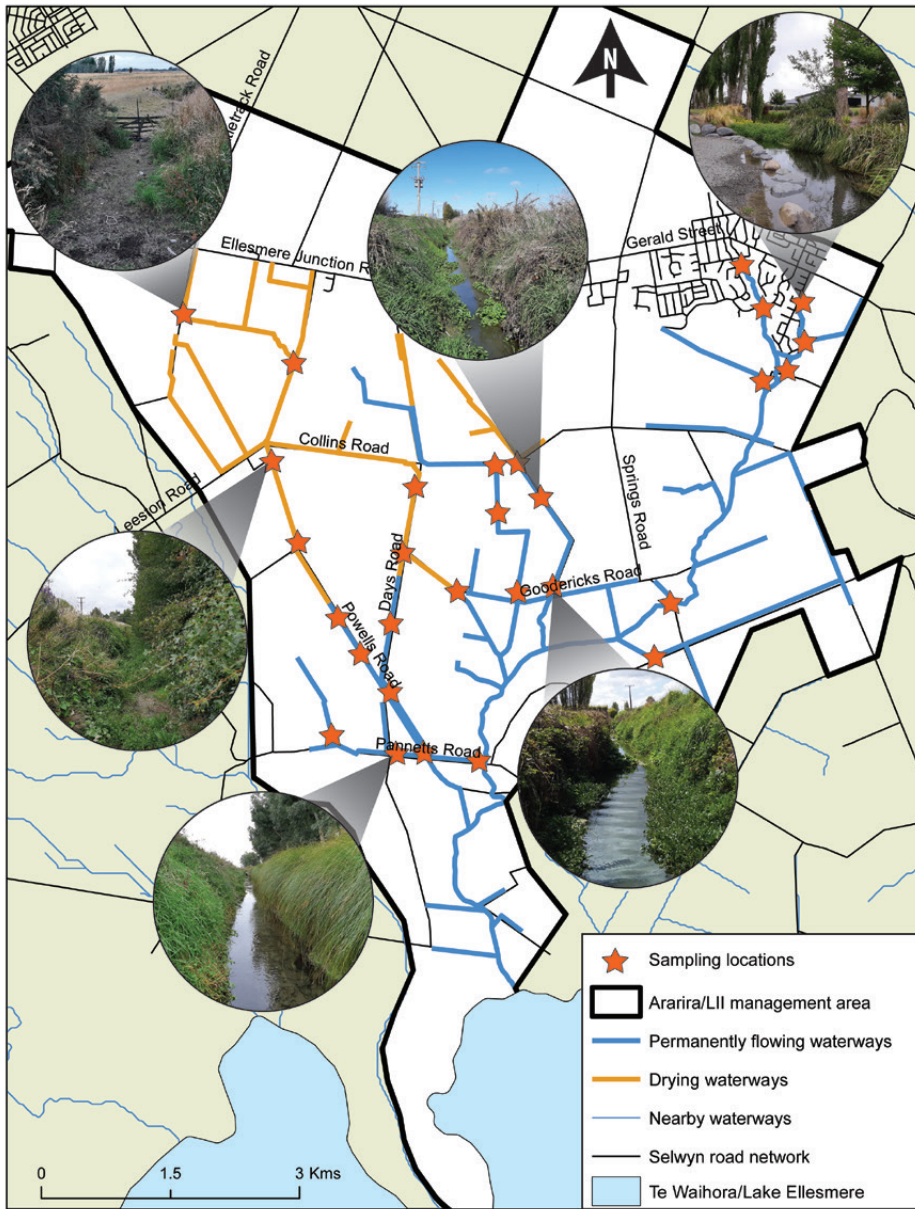 N
Ellesmere Junction R
Gerald Street
Collins Road
Leeston Road
Springs Road
Days Road
Goodericks Road
Powells Road
Pannetts Road
Sampling locations
Ararira/LII management area
Permanently flowing waterways
Drying waterways
Nearby waterways
Selwyn road network
Te Waihora/Lake Ellesmere
0 1.5 3 Kms